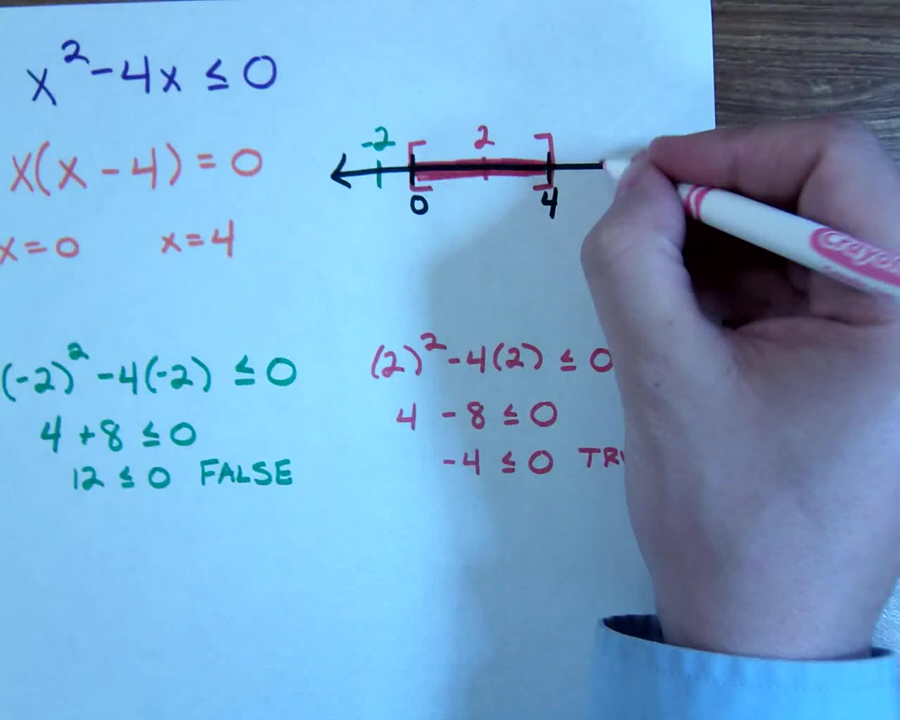 x²-4x ≤ 0
x(x - 4) = 0
x=0 x=4
-2 2
0 4
(-2)² -4(-2) ≤ 0
4 +8 ≤ 0
12 ≤ 0 FALSE
(2)² -4(2) ≤ 0
4 - 8 ≤ 0
-4 ≤ 0